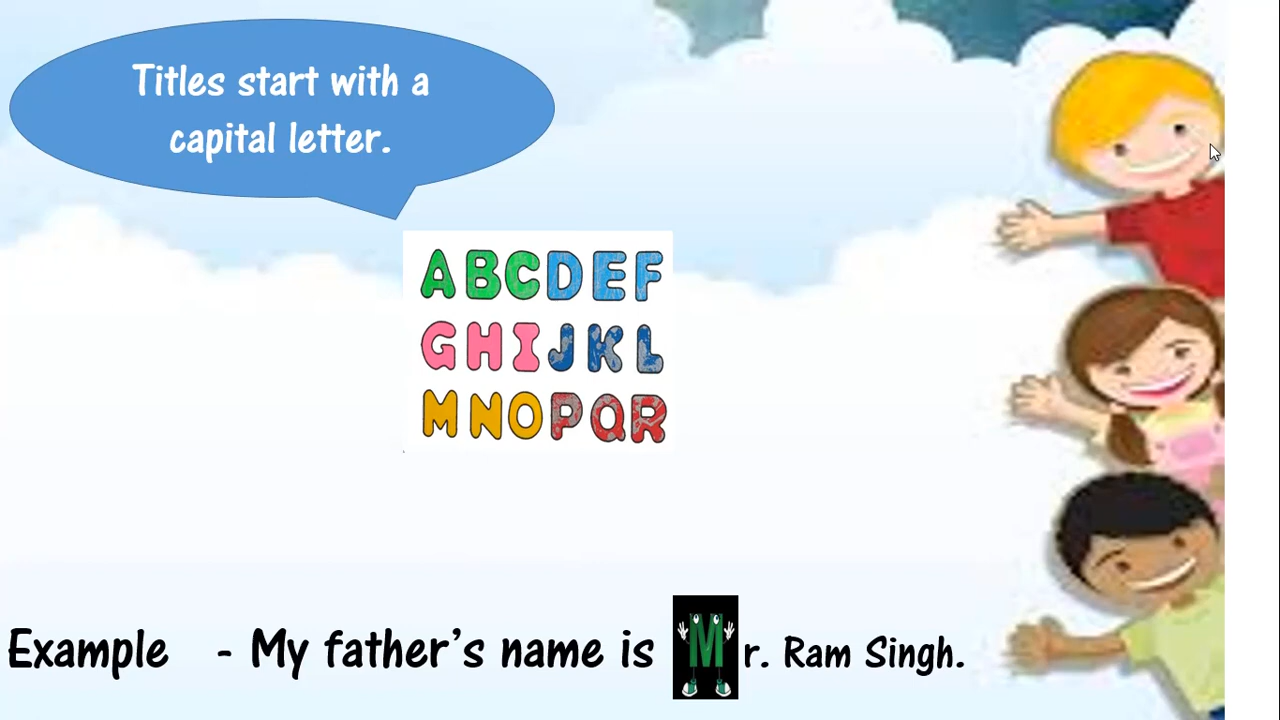 Titles start with a
capital letter.
ABCDEF
GHIJKL
MNOPQR
Example - My father’s name is Mr. Ram Singh.